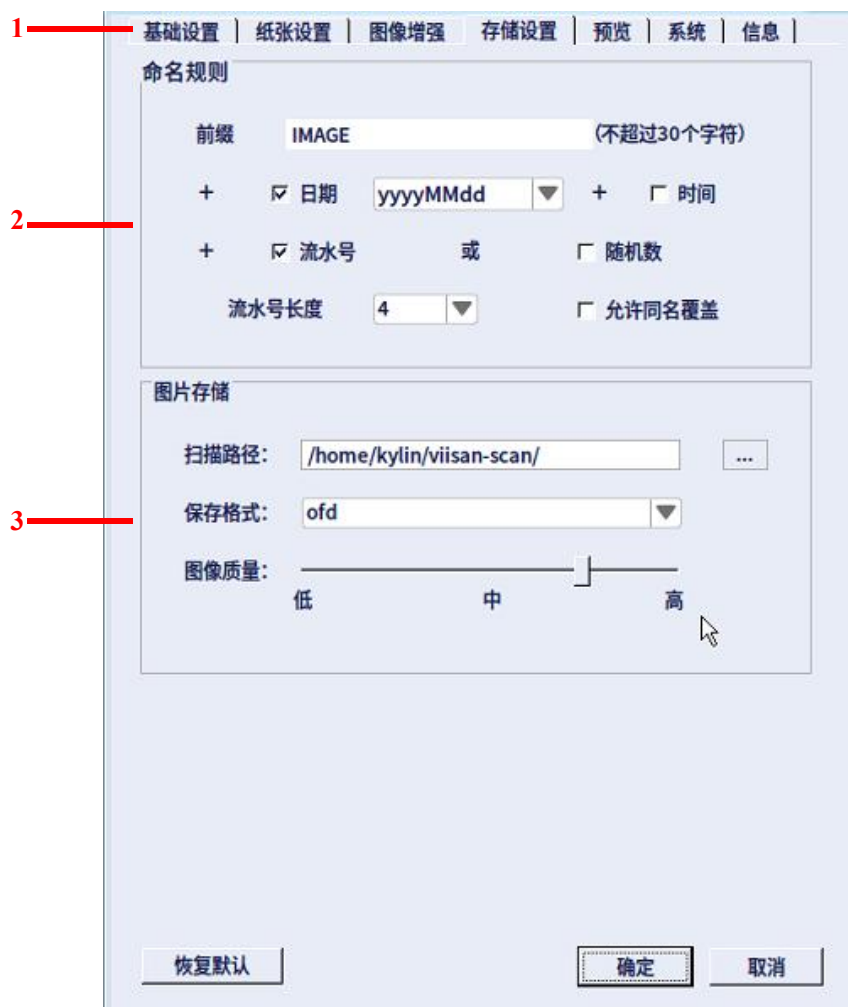 1
基础设置 | 纸张设置 | 图像增强 存储设置 | 预览 | 系统 | 信息 |
命名规则
前缀 IMAGE (不超过30个字符)
+ 日期 yyyyMMdd + 时间
2
+ 流水号 或 随机数
流水号长度 4 允许同名覆盖
图片存储
扫描路径: /home/kylin/viisan-scan/ ...
3
保存格式: ofd
图像质量:
低 中 高
恢复默认 确定 取消